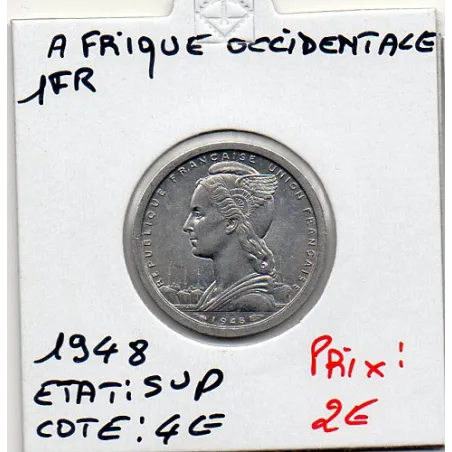 AFRIQUE OCCIDENTALE
1FR
REPUBLIQUE FRANÇAISE UNION FRANÇAISE
1948
1948
ETAT: SUP
COTE: 4€
PRIX:
2€